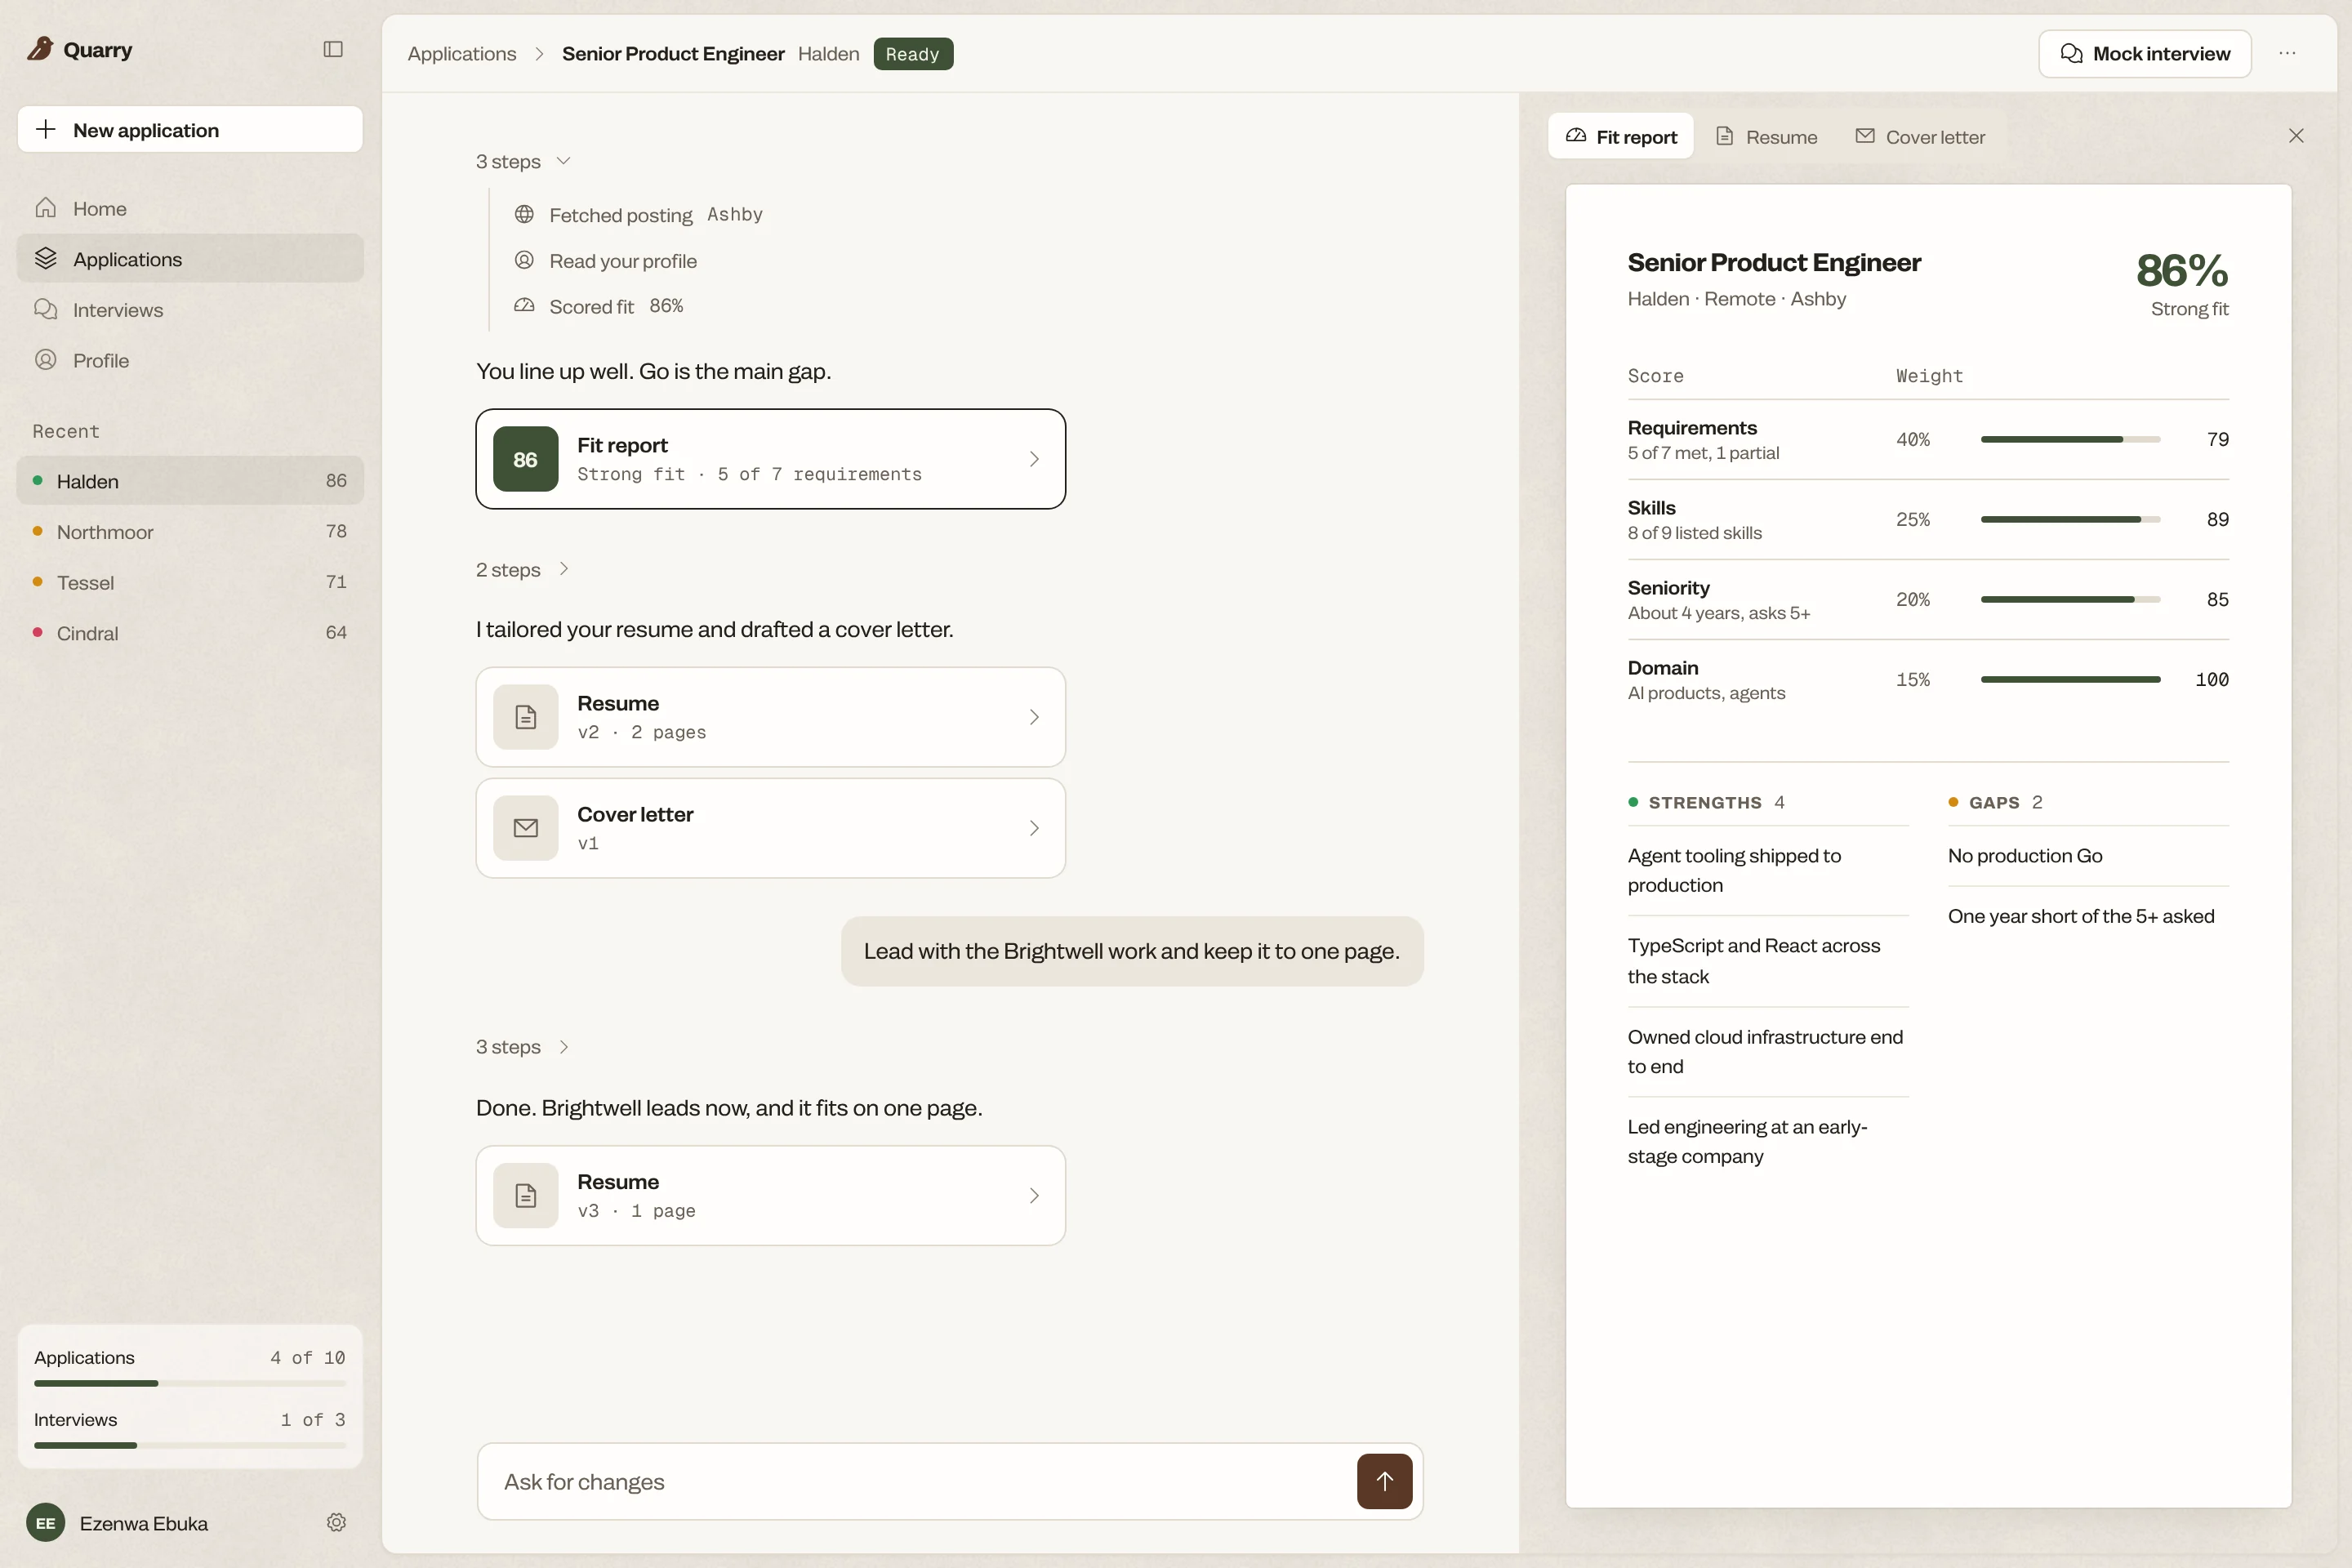 Quarry
New application
Home
Applications
Interviews
Profile
Recent
Halden 86
Northmoor 78
Tessel 71
Cindral 64
Applications 4 of 10
Interviews 1 of 3
EE Ezenwa Ebuka
Applications Senior Product Engineer Halden Ready
Mock interview
3 steps
Fetched posting Ashby
Read your profile
Scored fit 86%
You line up well. Go is the main gap.
86
Fit report
Strong fit · 5 of 7 requirements
2 steps
I tailored your resume and drafted a cover letter.
Resume
v2 · 2 pages
Cover letter
v1
Lead with the Brightwell work and keep it to one page.
3 steps
Done. Brightwell leads now, and it fits on one page.
Resume
v3 · 1 page
Ask for changes
Fit report Resume Cover letter
Senior Product Engineer
Halden · Remote · Ashby
86%
Strong fit
Score Weight
Requirements
5 of 7 met, 1 partial
40% 79
Skills
8 of 9 listed skills
25% 89
Seniority
About 4 years, asks 5+
20% 85
Domain
AI products, agents
15% 100
STRENGTHS 4
Agent tooling shipped to
production
TypeScript and React across
the stack
Owned cloud infrastructure end
to end
Led engineering at an early-
stage company
GAPS 2
No production Go
One year short of the 5+ asked